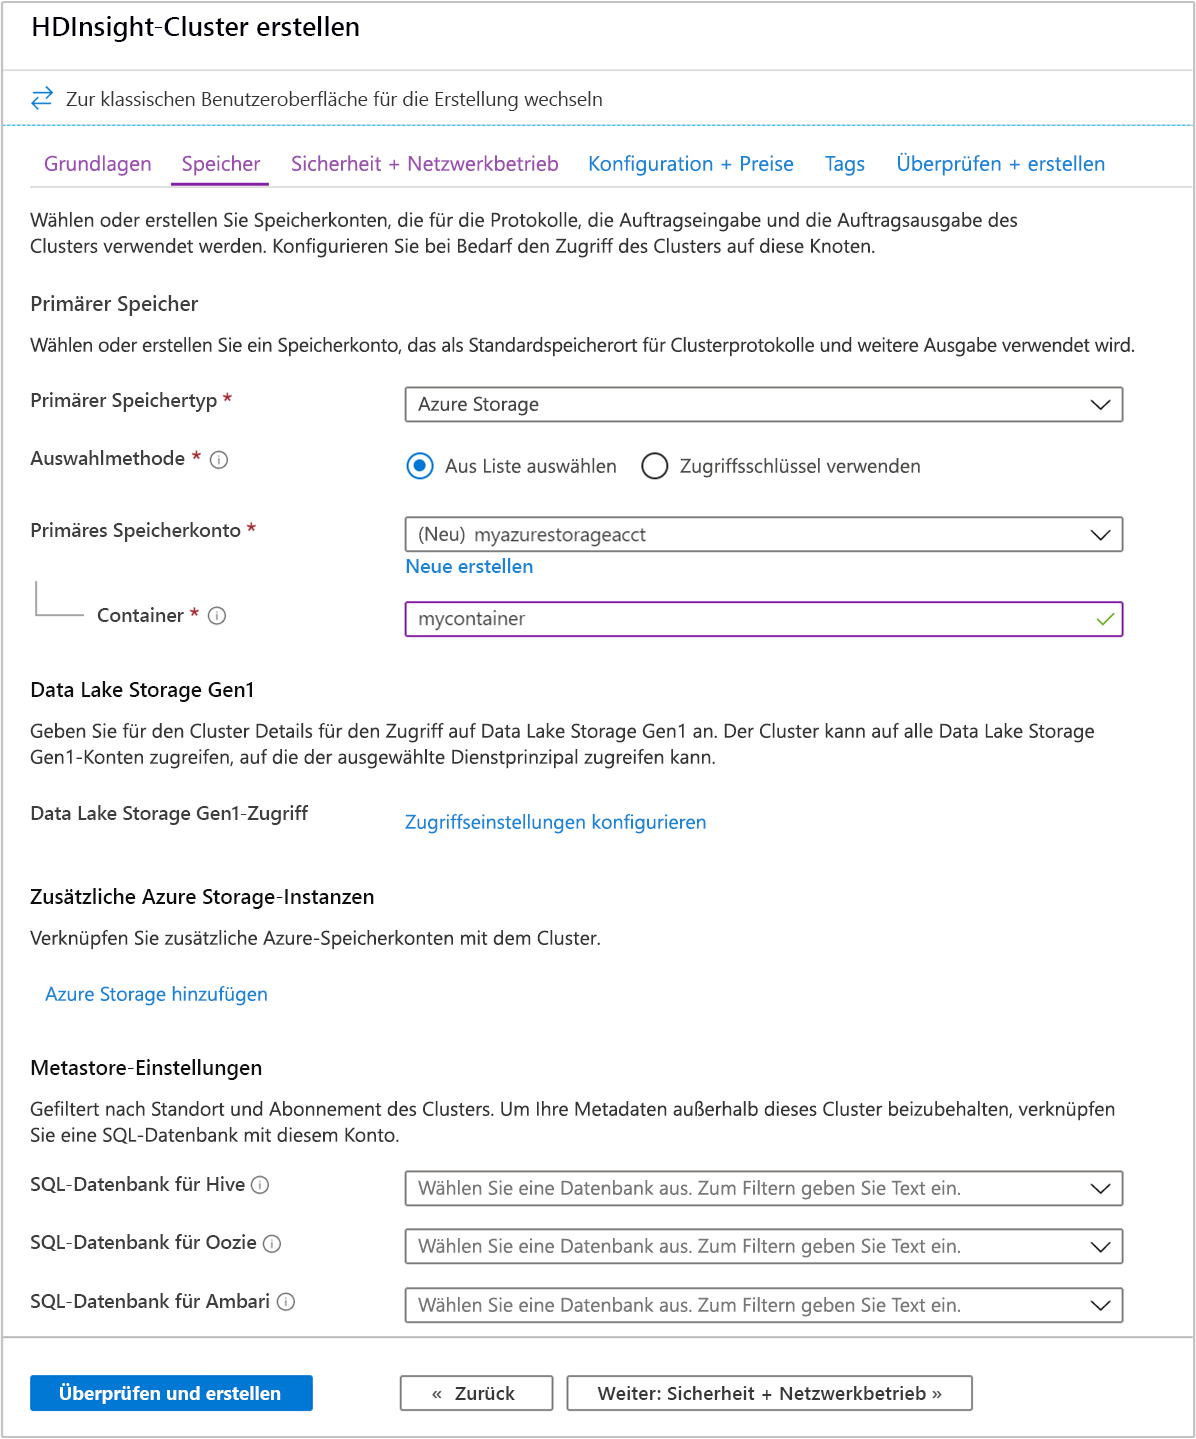 HDInsight-Cluster erstellen
Zur klassischen Benutzeroberfläche für die Erstellung wechseln
Grundlagen Speicher Sicherheit + Netzwerkbetrieb Konfiguration + Preise Tags Überprüfen + erstellen
Wählen oder erstellen Sie Speicherkonten, die für die Protokolle, die Auftragseingabe und die Auftragsausgabe des
Clusters verwendet werden. Konfigurieren Sie bei Bedarf den Zugriff des Clusters auf diese Knoten.
Primärer Speicher
Wählen oder erstellen Sie ein Speicherkonto, das als Standardspeicherort für Clusterprotokolle und weitere Ausgabe verwendet wird.
Primärer Speichertyp * Azure Storage
Auswahlmethode * Aus Liste auswählen Zugriffsschlüssel verwenden
Primäres Speicherkonto * (Neu) myazurestorageacct
Neue erstellen
Container * mycontainer
Data Lake Storage Gen1
Geben Sie für den Cluster Details für den Zugriff auf Data Lake Storage Gen1 an. Der Cluster kann auf alle Data Lake Storage
Gen1-Konten zugreifen, auf die der ausgewählte Dienstprinzipal zugreifen kann.
Data Lake Storage Gen1-Zugriff Zugriffseinstellungen konfigurieren
Zusätzliche Azure Storage-Instanzen
Verknüpfen Sie zusätzliche Azure-Speicherkonten mit dem Cluster.
Azure Storage hinzufügen
Metastore-Einstellungen
Gefiltert nach Standort und Abonnement des Clusters. Um Ihre Metadaten außerhalb dieses Cluster beizubehalten, verknüpfen
Sie eine SQL-Datenbank mit diesem Konto.
SQL-Datenbank für Hive Wählen Sie eine Datenbank aus. Zum Filtern geben Sie Text ein.
SQL-Datenbank für Oozie Wählen Sie eine Datenbank aus. Zum Filtern geben Sie Text ein.
SQL-Datenbank für Ambari Wählen Sie eine Datenbank aus. Zum Filtern geben Sie Text ein.
Überprüfen und erstellen « Zurück Weiter: Sicherheit + Netzwerkbetrieb »